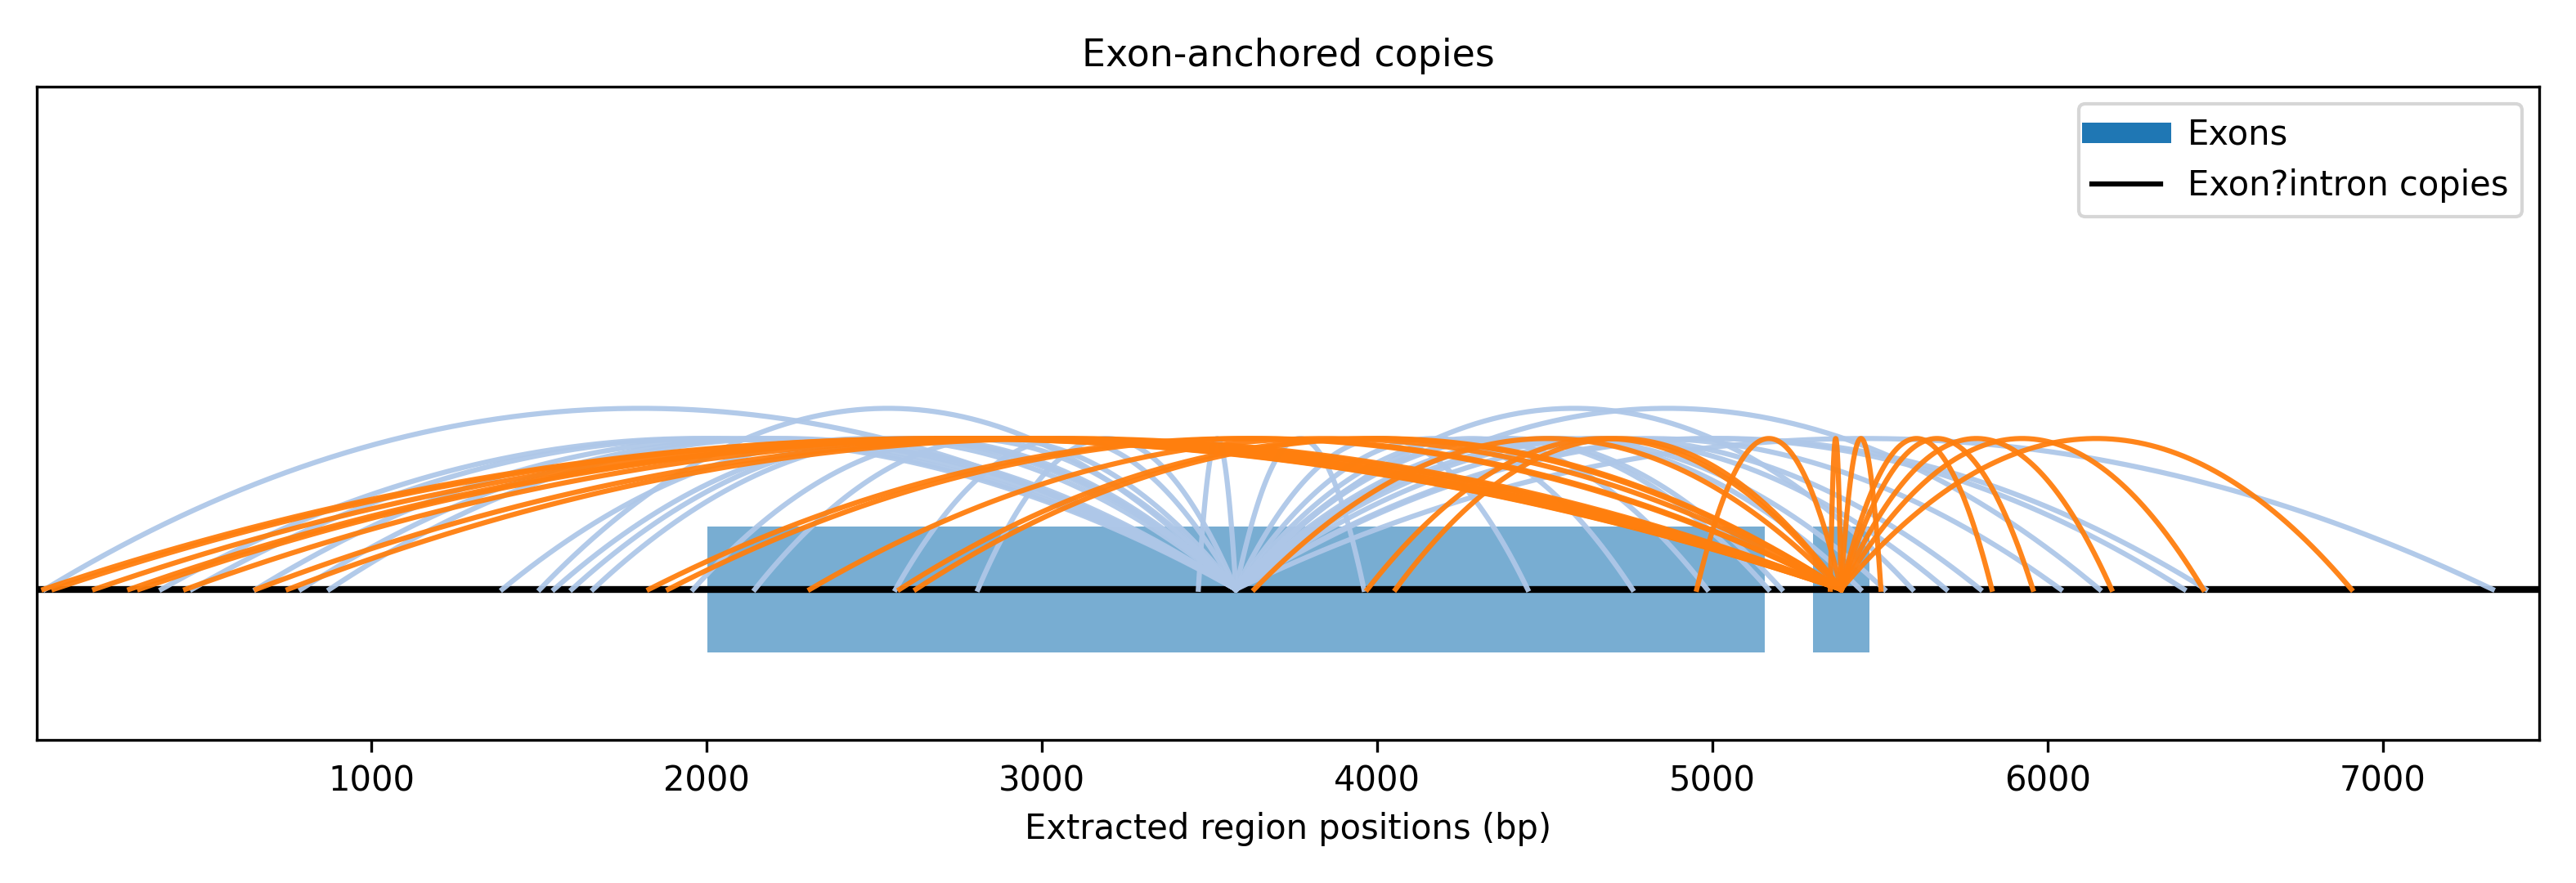 Exon-anchored copies
Exons
Exon?intron copies
1000 2000 3000 4000 5000 6000 7000
Extracted region positions (bp)